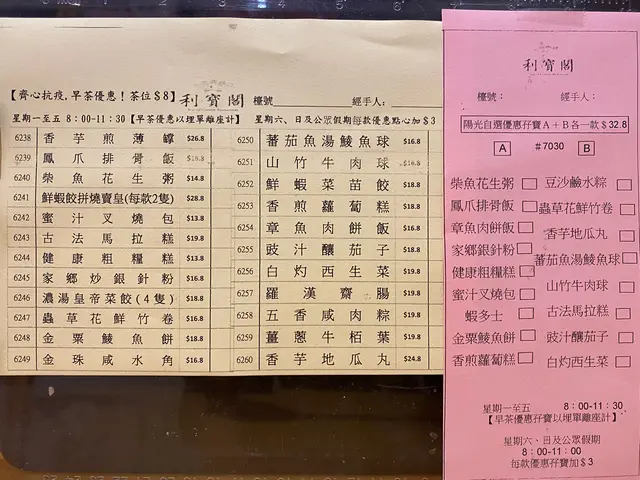 【齊心抗疫,早茶優惠!茶位$8】
利寶閣
檯號
經手人:
星期一至五 8:00-11:30【早茶優惠以埋單離座計】
星期六、日及公眾假期每款優惠點心加$3
6238 香芋煎薄罉 $26.8
6239 鳳爪排骨飯 $16.8
6240 柴魚花生粥 $14.8
6241 鮮蝦餃拼燒賣皇(每款2隻) $28.8
6242 蜜汁叉燒包 $13.8
6243 古法馬拉糕 $19.8
6244 健康粗糧糕 $13.8
6245 家鄉炒銀針粉 $16.8
6246 濃湯皇帝菜餃(4隻) $18.8
6247 蟲草花鮮竹卷 $16.8
6248 金粟鯪魚餅 $18.8
6249 金珠咸水角 $16.8
6250 蕃茄魚湯鯪魚球 $16.8
6251 山竹牛肉球 $16.8
6252 鮮蝦菜苗餃 $18.8
6253 香煎蘿蔔糕 $18.8
6254 章魚肉餅飯 $16.8
6255 豉汁釀茄子 $18.8
6256 白灼西生菜 $19.8
6257 羅漢齋腸 $19.8
6258 五香咸肉粽 $19.8
6259 薑蔥牛栢葉 $19.8
6260 香芋地瓜丸 $24.8
利寶閣
檯號:
經手人:
陽光自選優惠孖寶A+B各一款$32.8
A #7030 B
柴魚花生粥
鳳爪排骨飯
章魚肉餅飯
家鄉銀針粉
健康粗糧糕
蜜汁叉燒包
蝦多士
金粟鯪魚餅
香煎蘿蔔糕
豆沙鹼水粽
蟲草花鮮竹卷
香芋地瓜丸
蕃茄魚湯鯪魚球
山竹牛肉球
古法馬拉糕
豉汁釀茄子
白灼西生菜
星期一至五 8:00-11:30
【早茶優惠孖寶以埋單離座計】
星期六、日及公眾假期
8:00-11:00
每款優惠孖寶加$3